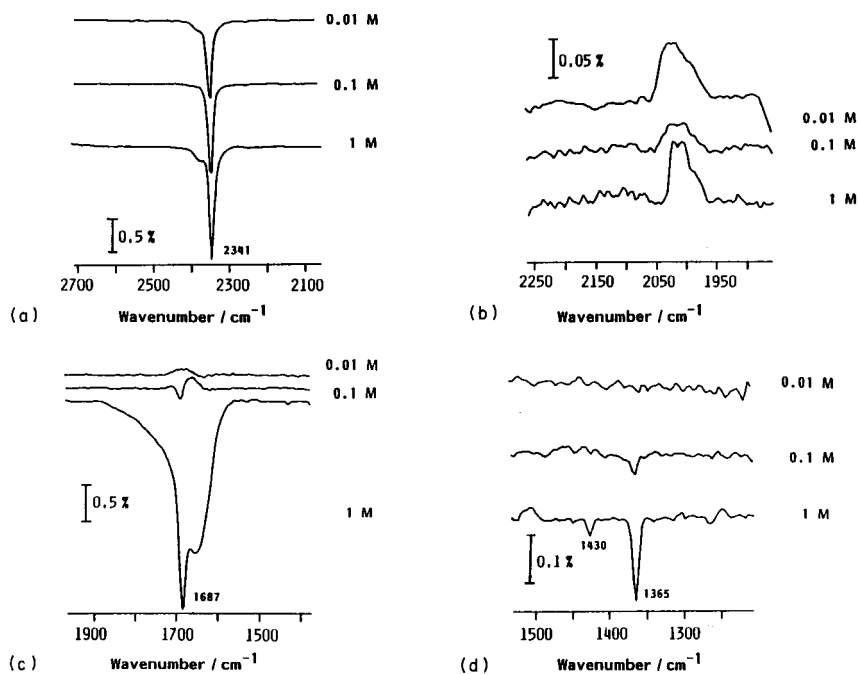 0.01 M
0.1 M
1 M
0.5 %
2341
2700 2500 2300 2100
(a) Wavenumber / cm⁻¹
0.05 %
0.01 M
0.1 M
1 M
2250 2150 2050 1950
(b) Wavenumber / cm⁻¹
0.01 M
0.1 M
0.5 %
1 M
1687
1900 1700 1500
(c) Wavenumber / cm⁻¹
0.01 M
0.1 M
1 M
1430
0.1 %
1365
1500 1400 1300
(d) Wavenumber / cm⁻¹